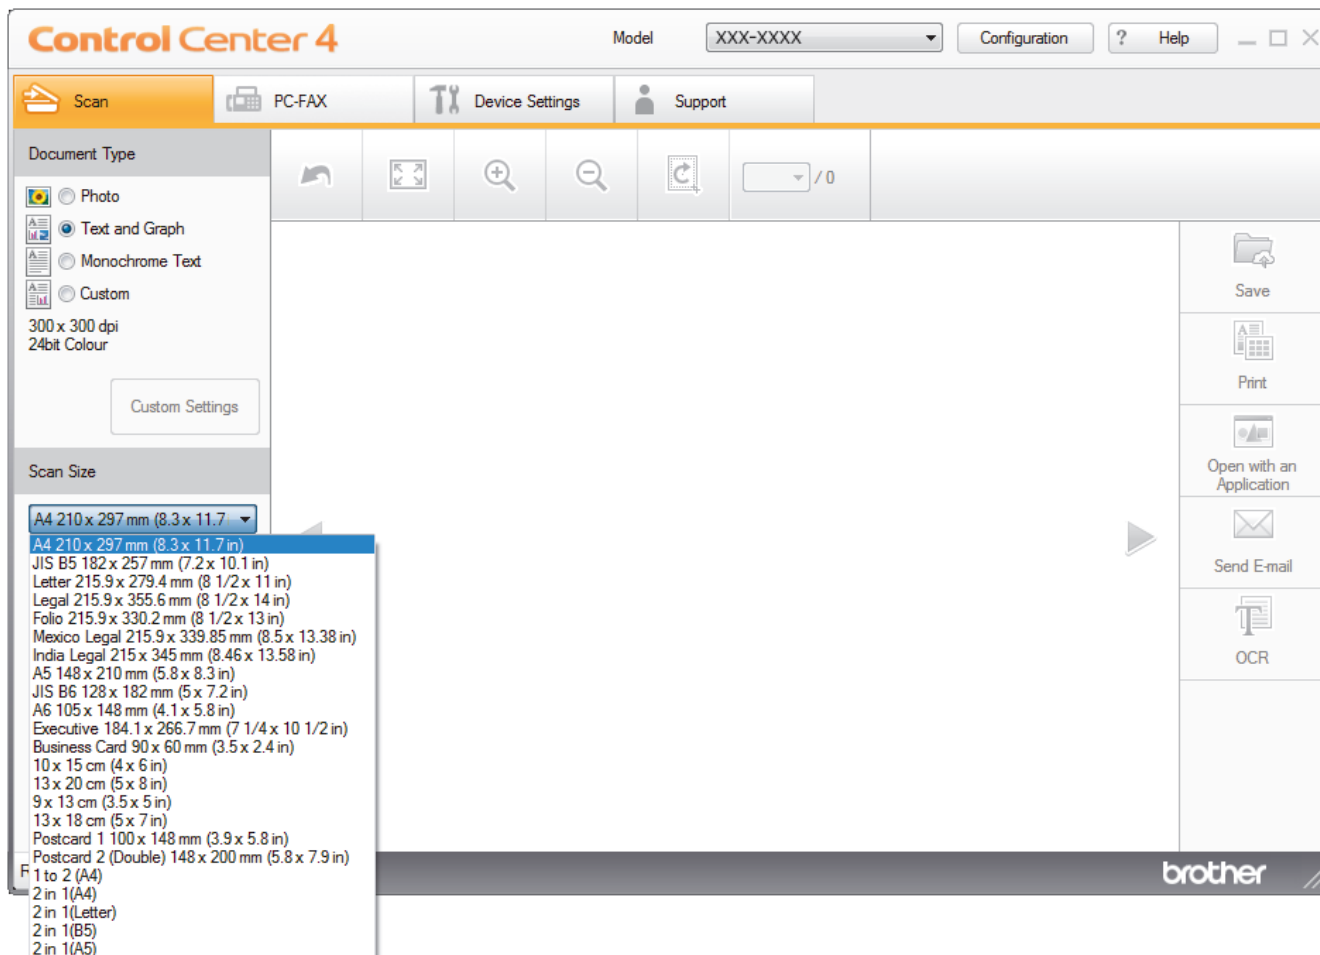 Control Center 4
Model
XXX-XXXX
Configuration
? Help
Scan
PC-FAX
Device Settings
Support
Document Type
/ 0
Photo
Text and Graph
Monochrome Text
Custom
300 x 300 dpi
24bit Colour
Custom Settings
Scan Size
A4 210 x 297 mm (8.3 x 11.7
A4 210 x 297 mm (8.3 x 11.7 in)
JIS B5 182 x 257 mm (7.2 x 10.1 in)
Letter 215.9 x 279.4 mm (8 1/2 x 11 in)
Legal 215.9 x 355.6 mm (8 1/2 x 14 in)
Folio 215.9 x 330.2 mm (8 1/2 x 13 in)
Mexico Legal 215.9 x 339.85 mm (8.5 x 13.38 in)
India Legal 215 x 345 mm (8.46 x 13.58 in)
A5 148 x 210 mm (5.8 x 8.3 in)
JIS B6 128 x 182 mm (5 x 7.2 in)
A6 105 x 148 mm (4.1 x 5.8 in)
Executive 184.1 x 266.7 mm (7 1/4 x 10 1/2 in)
Business Card 90 x 60 mm (3.5 x 2.4 in)
10 x 15 cm (4 x 6 in)
13 x 20 cm (5 x 8 in)
9 x 13 cm (3.5 x 5 in)
13 x 18 cm (5 x 7 in)
Postcard 1 100 x 148 mm (3.9 x 5.8 in)
Postcard 2 (Double) 148 x 200 mm (5.8 x 7.9 in)
1 to 2 (A4)
2 in 1(A4)
2 in 1(Letter)
2 in 1(B5)
2 in 1(A5)
Save
Print
Open with an
Application
Send E-mail
OCR
brother